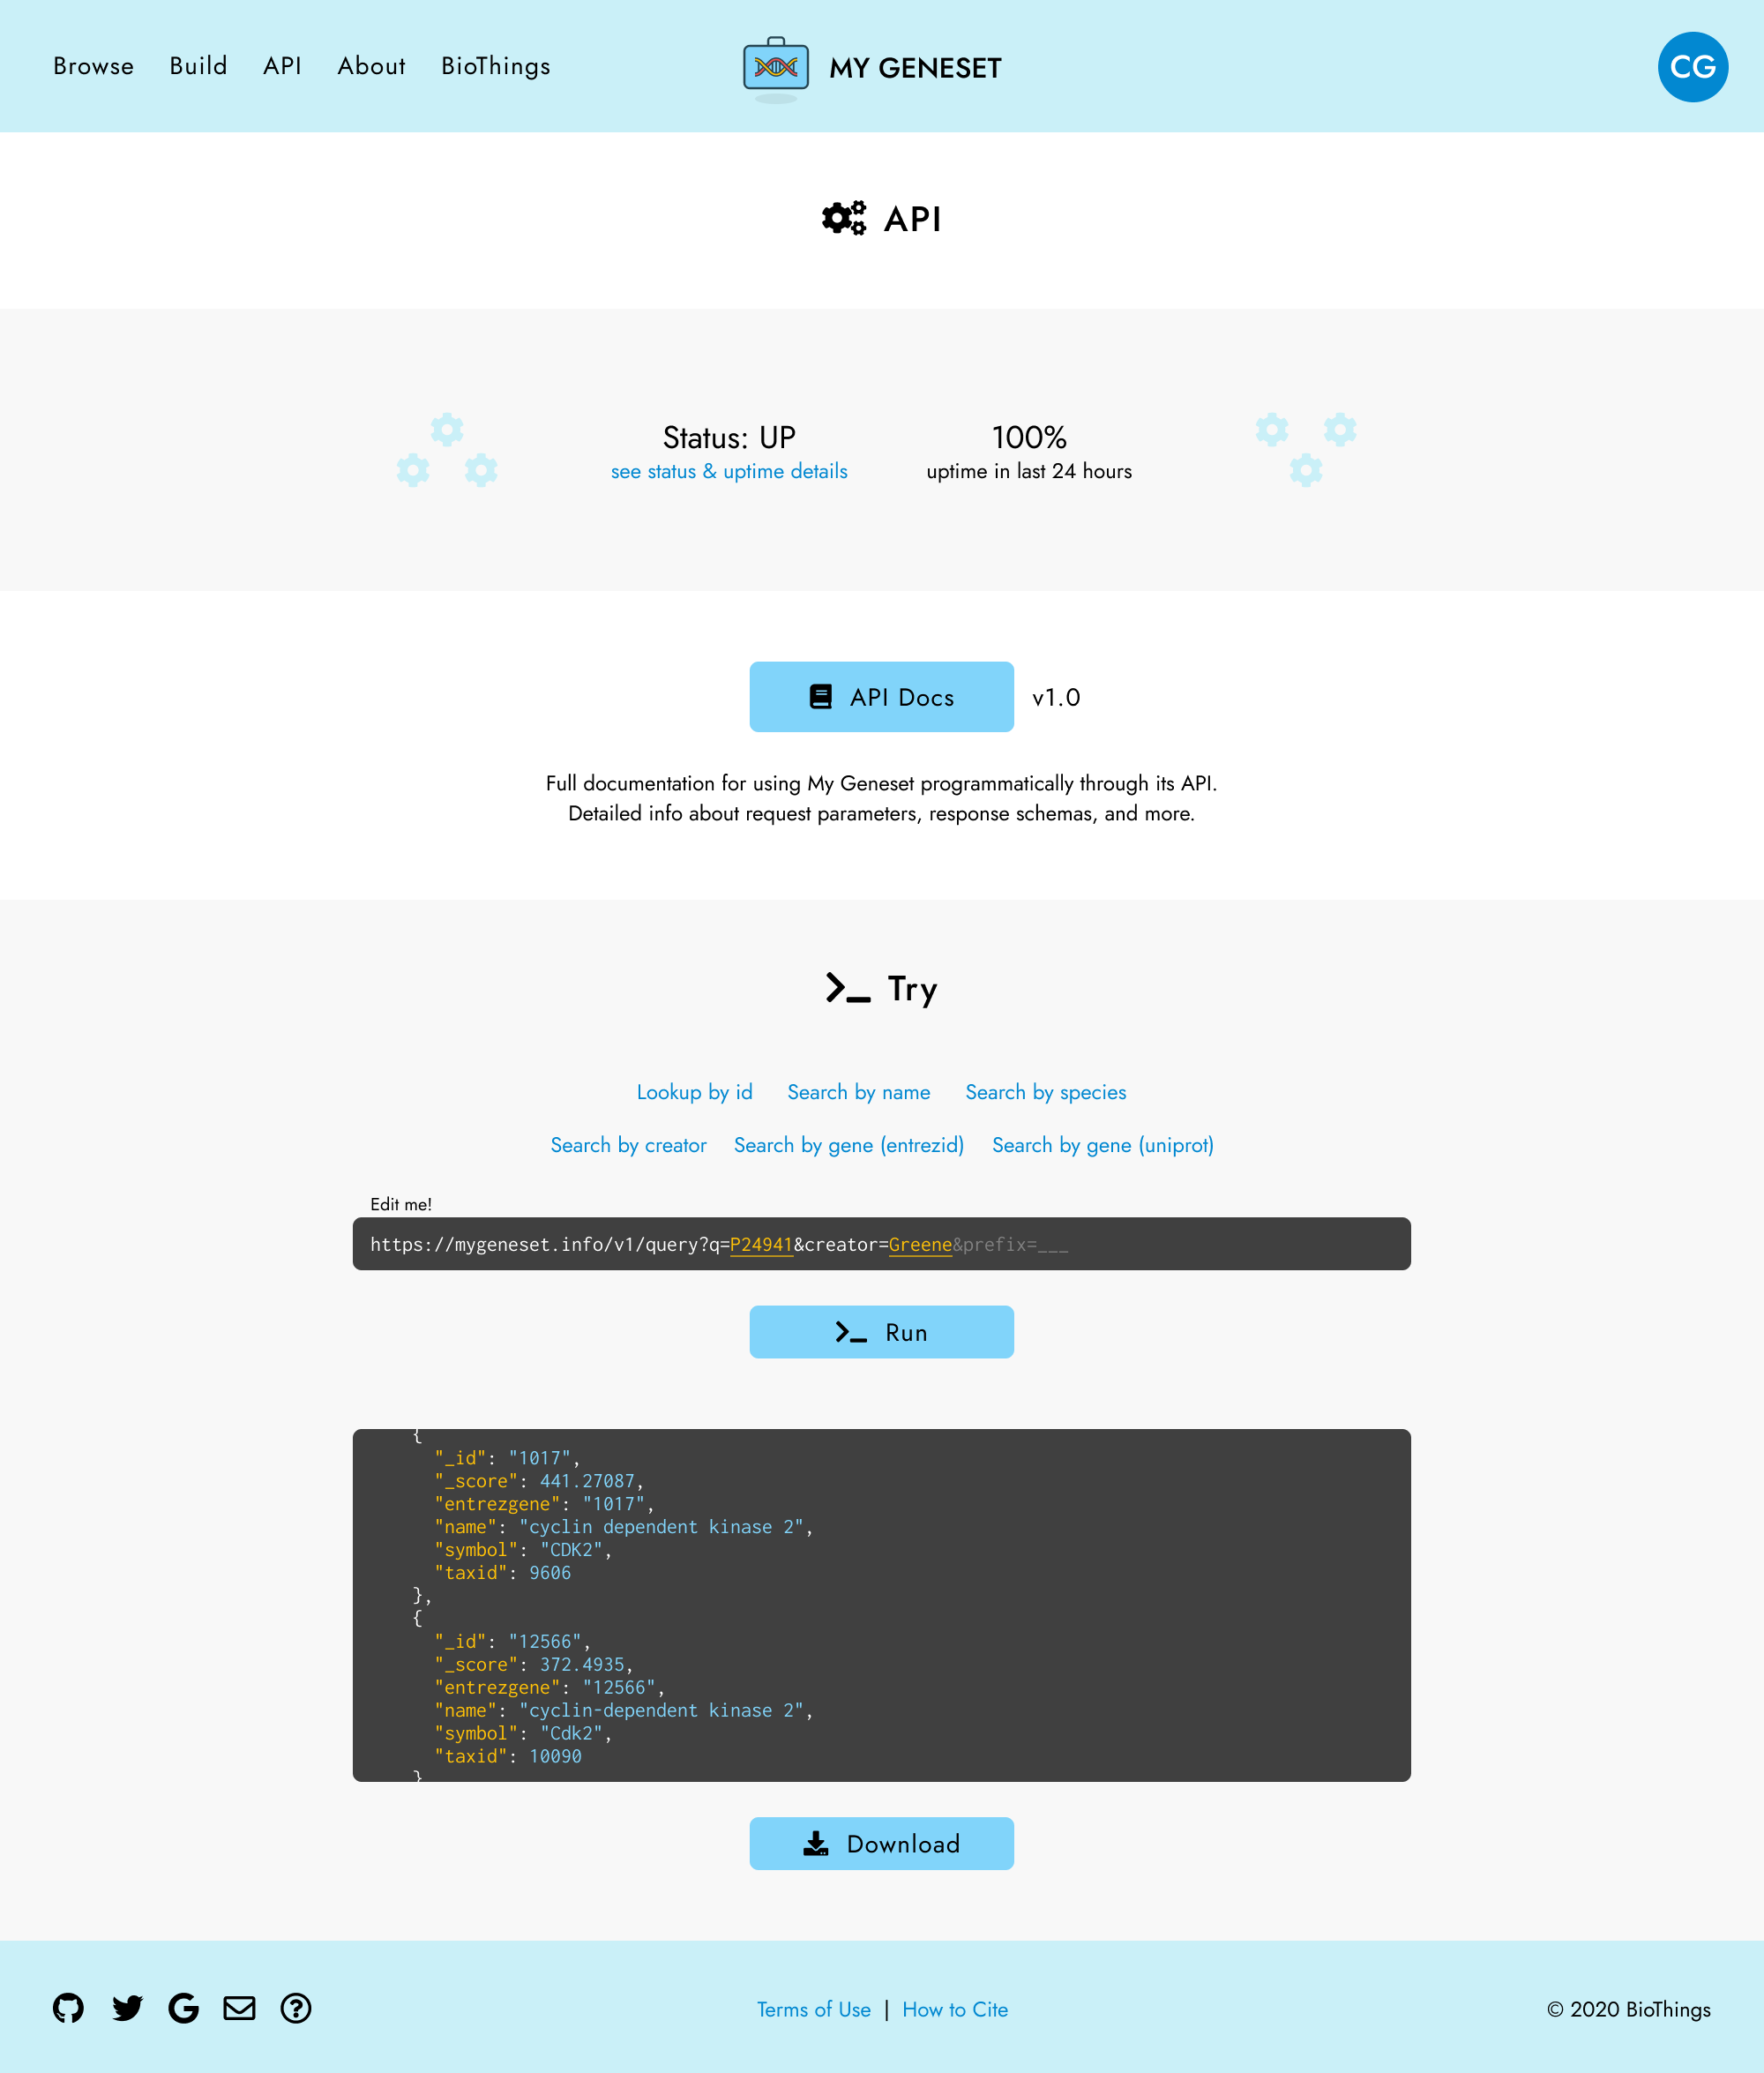 Browse Build API About BioThings MY GENESET CG
API
Status: UP 100%
see status & uptime details uptime in last 24 hours
API Docs v1.0
Full documentation for using My Geneset programmatically through its API.
Detailed info about request parameters, response schemas, and more.
>_ Try
Lookup by id Search by name Search by species
Search by creator Search by gene (entrezid) Search by gene (uniprot)
Edit me!
https://mygeneset.info/v1/query?q=P24941&creator=Greene&prefix=___
>_ Run
{
"_id": "1017",
"_score": 441.27087,
"entrezgene": "1017",
"name": "cyclin dependent kinase 2",
"symbol": "CDK2",
"taxid": 9606
},
{
"_id": "12566",
"_score": 372.4935,
"entrezgene": "12566",
"name": "cyclin-dependent kinase 2",
"symbol": "Cdk2",
"taxid": 10090
}
Download
Terms of Use | How to Cite © 2020 BioThings